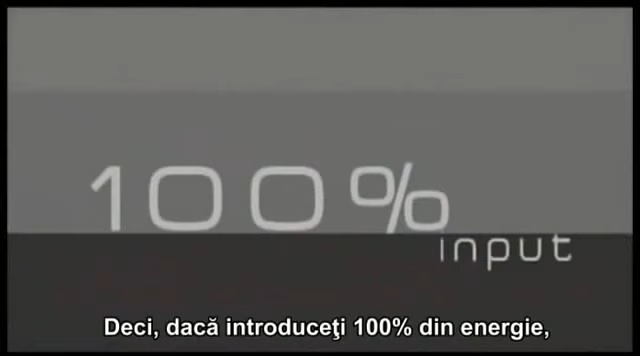 100%
input
Deci, dacă introduceţi 100% din energie,